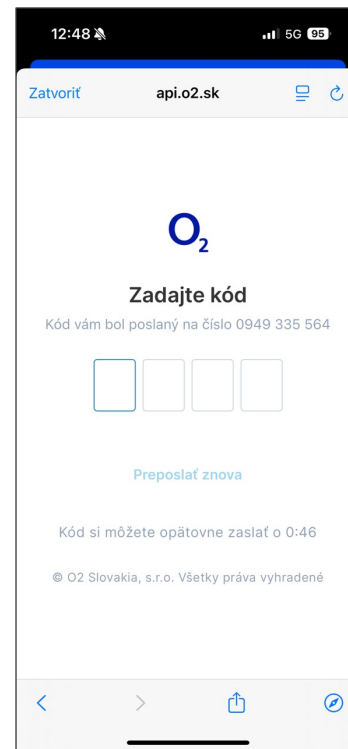 12:48
5G 95
Zatvoriť api.o2.sk
O2
Zadajte kód
Kód vám bol poslaný na číslo 0949 335 564
Preposlať znova
Kód si môžete opätovne zaslať o 0:46
© O2 Slovakia, s.r.o. Všetky práva vyhradené